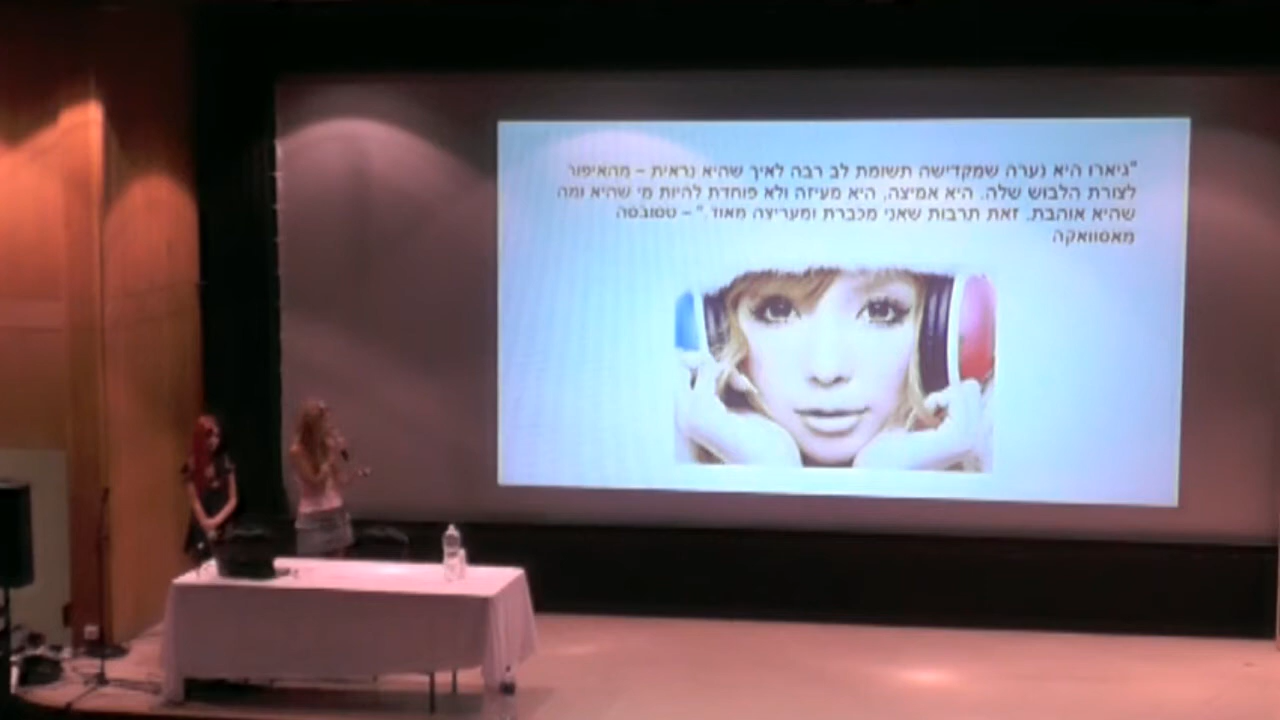 "גיארו היא נערה שמקדישה תשומת לב רבה לאיך שהיא נראית – מהאיפור
לצורת הלבוש שלה. היא אמיצה, היא מעיזה ולא פוחדת להיות מי שהיא ומה
שהיא אוהבת. זאת תרבות שאני מכברת ומעריצה מאוד." – טסובסה
מאסוואקה